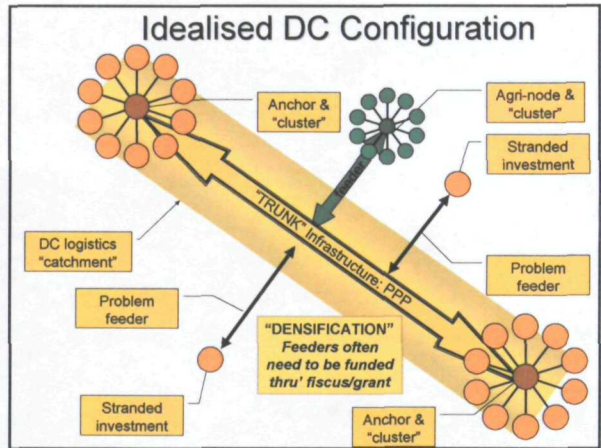 Idealised DC Configuration
Anchor &
"cluster"
Agri-node &
"cluster"
Stranded
investment
feeder
"TRUNK" Infrastructure: PPP
DC logistics
"catchment"
Problem
feeder
Problem
feeder
"DENSIFICATION"
Feeders often
need to be funded
thru' fiscus/grant
Stranded
investment
Anchor &
"cluster"